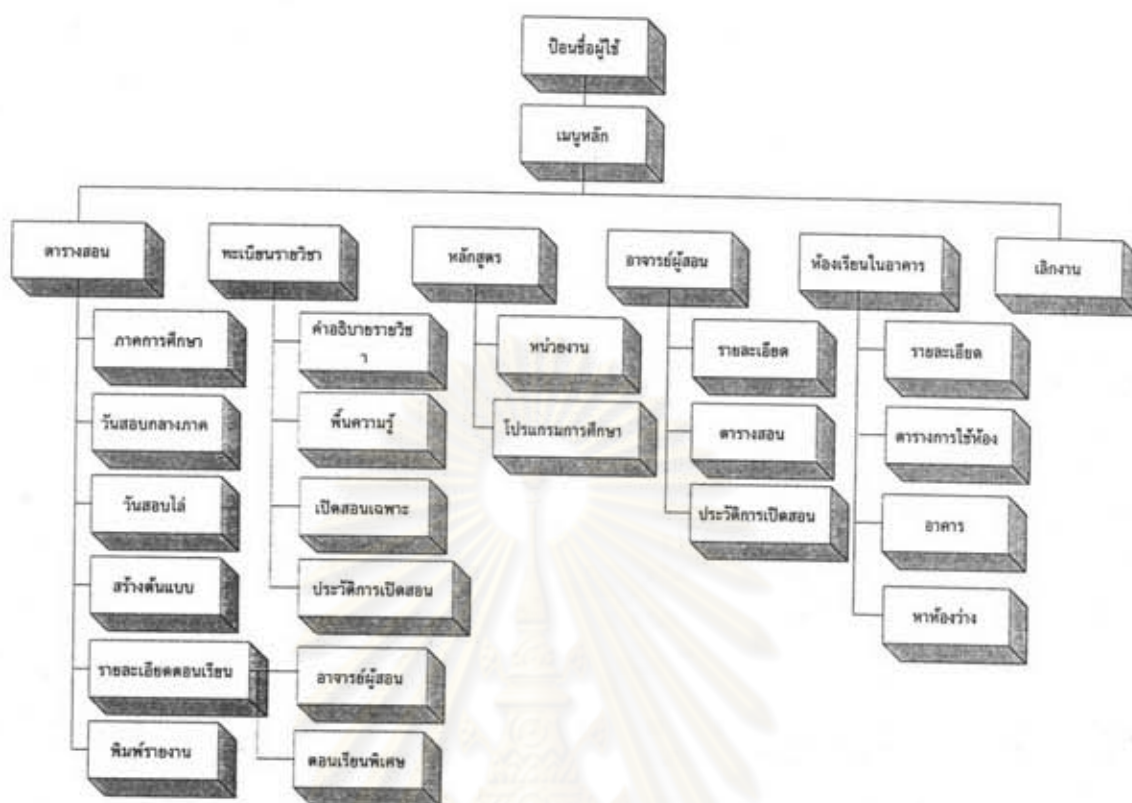 ป้อนชื่อผู้ใช้
เมนูหลัก
ตารางสอน
ทะเบียนรายวิชา
หลักสูตร
อาจารย์ผู้สอน
ห้องเรียนในอาคาร
เลิกงาน
ภาคการศึกษา
วันสอบกลางภาค
วันสอบไล่
สร้างต้นแบบ
รายละเอียดตอนเรียน
พิมพ์รายงาน
คำอธิบายรายวิช
า
พื้นความรู้
เปิดสอนเฉพาะ
ประวัติการเปิดสอน
อาจารย์ผู้สอน
ตอนเรียนพิเศษ
หน่วยงาน
โปรแกรมการศึกษา
รายละเอียด
ตารางสอน
ประวัติการเปิดสอน
รายละเอียด
ตารางการใช้ห้อง
อาคาร
หาห้องว่าง